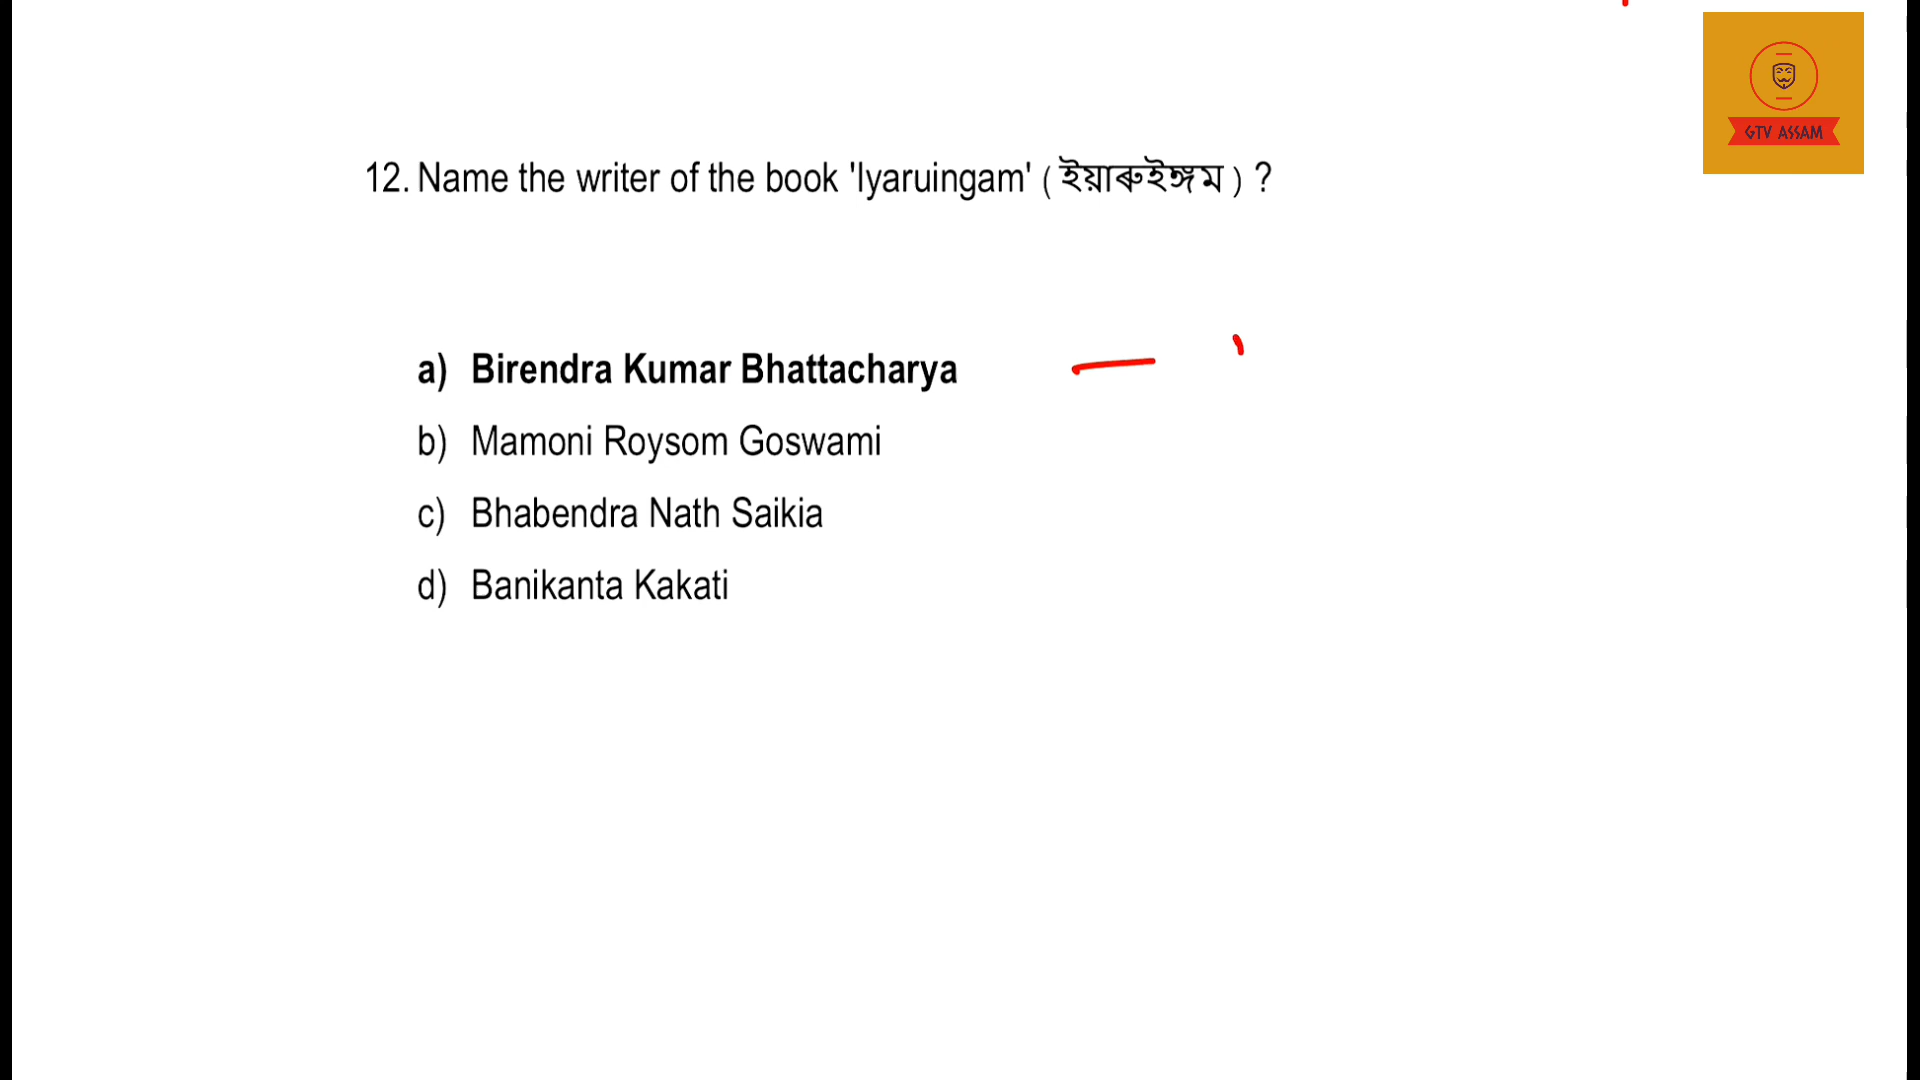 GTV ASSAM
12. Name the writer of the book 'Iyaruingam' ( ইয়াৰুইঙ্গম ) ?
a) Birendra Kumar Bhattacharya
b) Mamoni Roysom Goswami
c) Bhabendra Nath Saikia
d) Banikanta Kakati